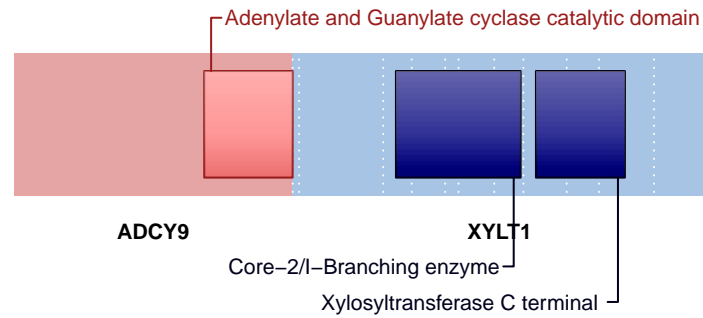 Adenylate and Guanylate cyclase catalytic domain
ADCY9
XYLT1
Core−2/I−Branching enzyme
Xylosyltransferase C terminal